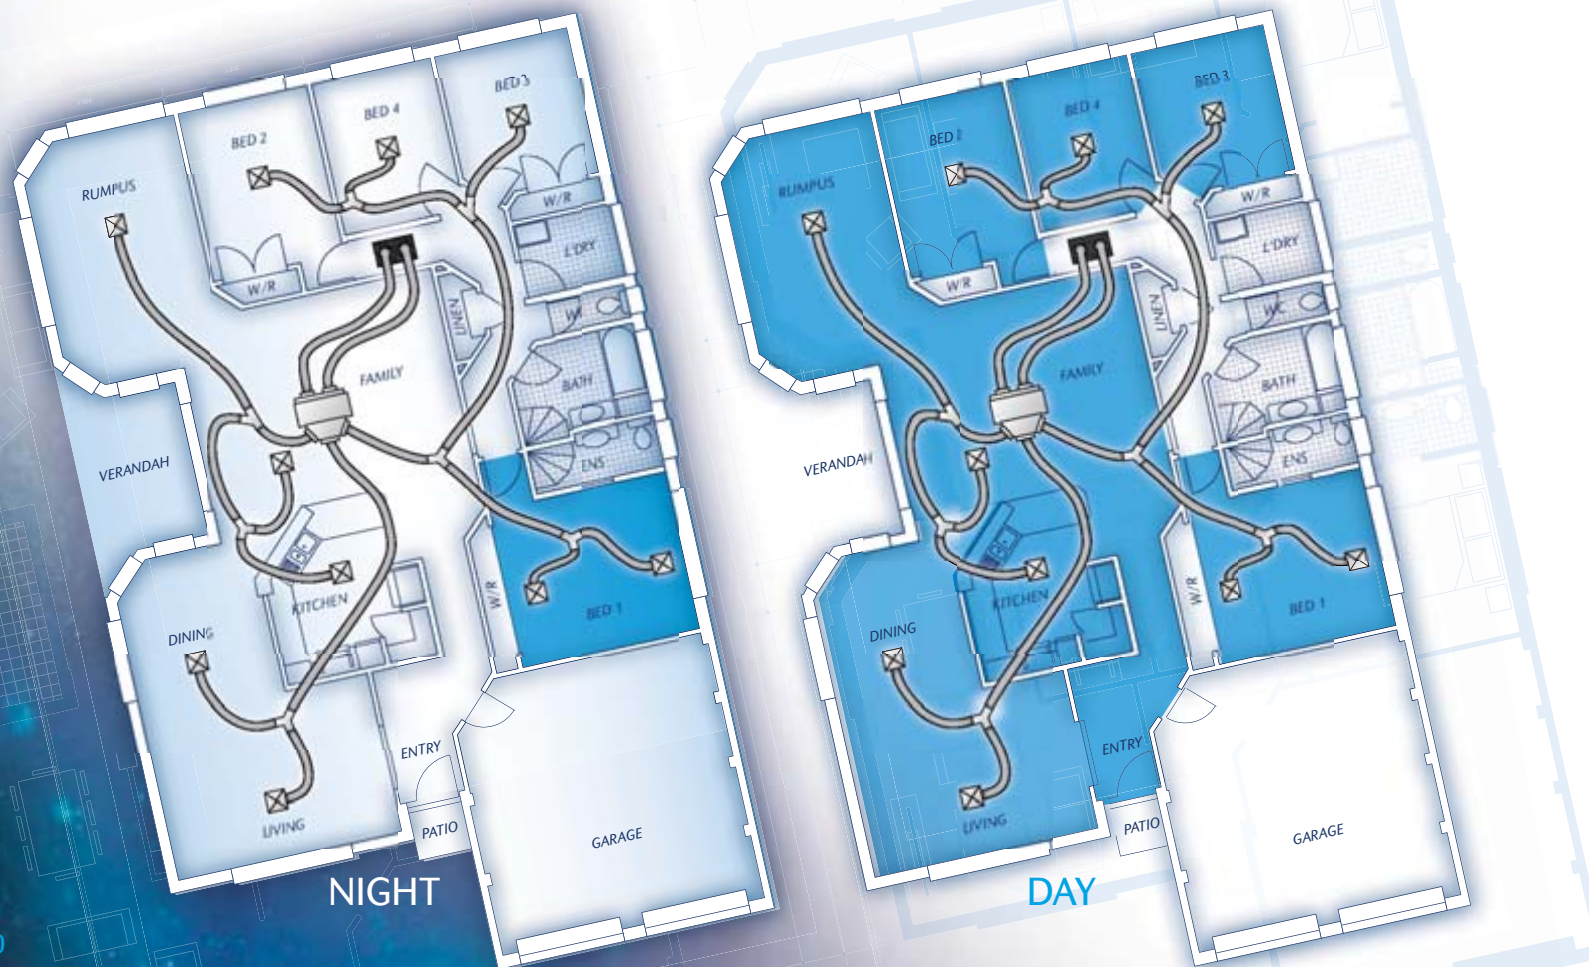 BED 3
BED 4
BED 2
RUMPUS
W/R
L'DRY
W/R
LINEN
FAMILY
BATH
VERANDAH
ENS
KITCHEN
W/R
BED 1
DINING
ENTRY
LIVING
PATIO
GARAGE
NIGHT
BED 3
BED 4
BED 2
RUMPUS
W/R
L'DRY
W/R
LINEN
WC
FAMILY
BATH
VERANDAH
ENS
KITCHEN
W/R
BED 1
DINING
ENTRY
LIVING
PATIO
GARAGE
DAY